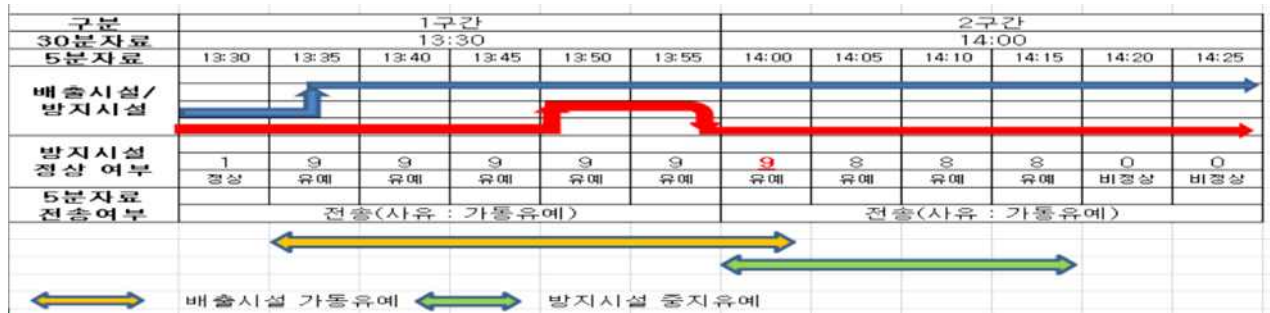 구분 1구간 2구간
30분자료 13:30 14:00
5분자료 13:30 13:35 13:40 13:45 13:50 13:55 14:00 14:05 14:10 14:15 14:20 14:25
배출시설/
방지시설
방지시설
정상 여부
1 9 9 9 9 9 9 8 8 8 0 0
정상 유예 유예 유예 유예 유예 유예 유예 유예 유예 비정상 비정상
5분자료
전송여부
전송(사유 : 가동유예) 전송(사유 : 가동유예)
배출시설 가동유예 방지시설 중지유예